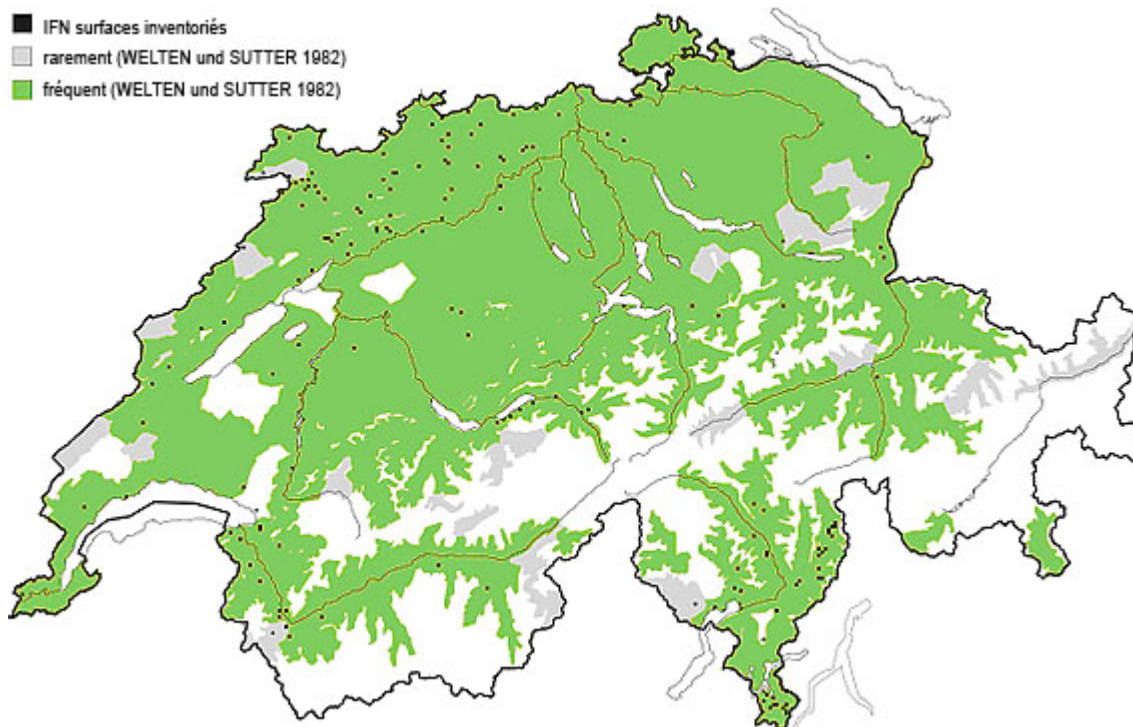 IFN surfaces inventoriés
rarement (WELTEN und SUTTER 1982)
fréquent (WELTEN und SUTTER 1982)